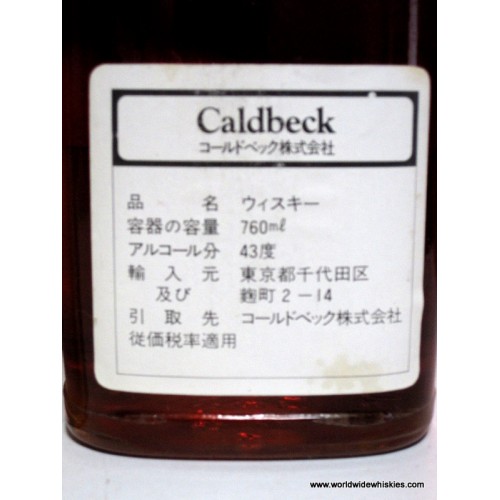 Caldbeck
コールドベック株式会社
品 名 ウィスキー
容器の容量 760ml
アルコール分 43度
輸入元 東京都千代田区
及び 麹町2-14
引取先 コールドベック株式会社
従価税率適用
www.worldwidewhiskies.com